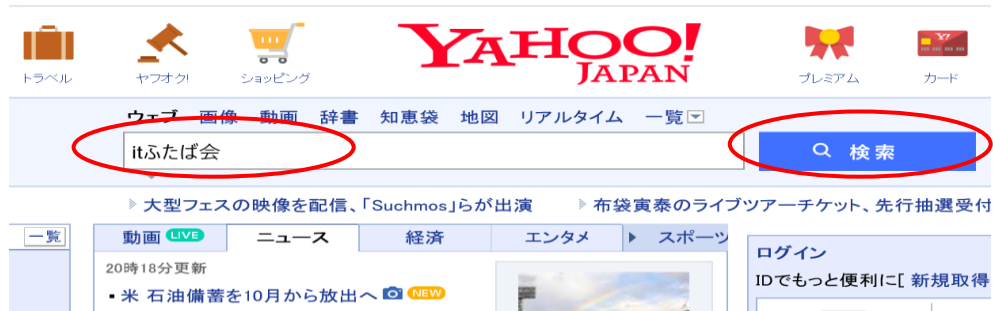 YAHOO!
JAPAN
トラベル ヤフオク! ショッピング プレミアム カード
ウェブ 画像 動画 辞書 知恵袋 地図 リアルタイム 一覧
itふたば会 検索
大型フェスの映像を配信、「Suchmos」らが出演 布袋寅泰のライブツアーチケット、先行抽選受付
一覧 動画 LIVE ニュース 経済 エンタメ スポーツ
ログイン
20時18分更新
IDでもっと便利に[ 新規取得
米 石油備蓄を10月から放出へ NEW